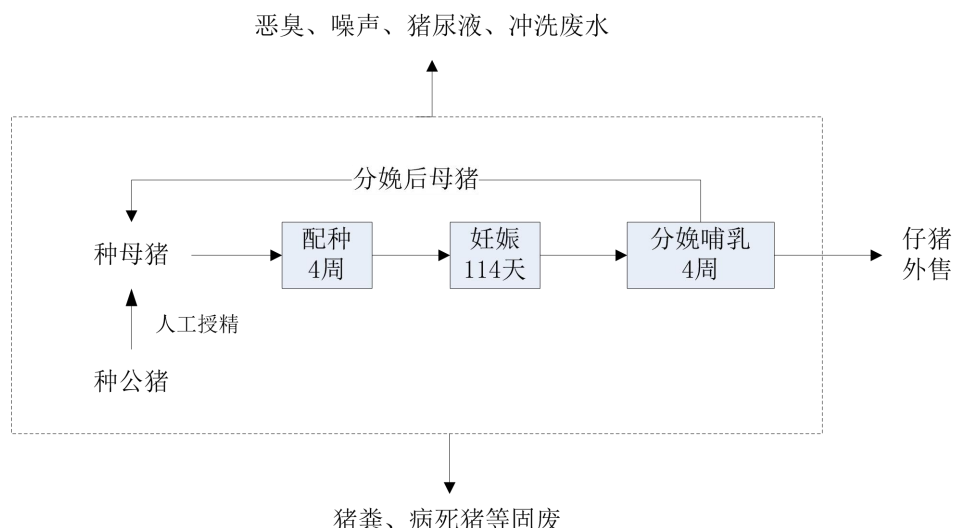 恶臭、噪声、猪尿液、冲洗废水
分娩后母猪
种母猪
配种
4周
妊娠
114天
分娩哺乳
4周
仔猪
外售
人工授精
种公猪
猪粪、病死猪等固废